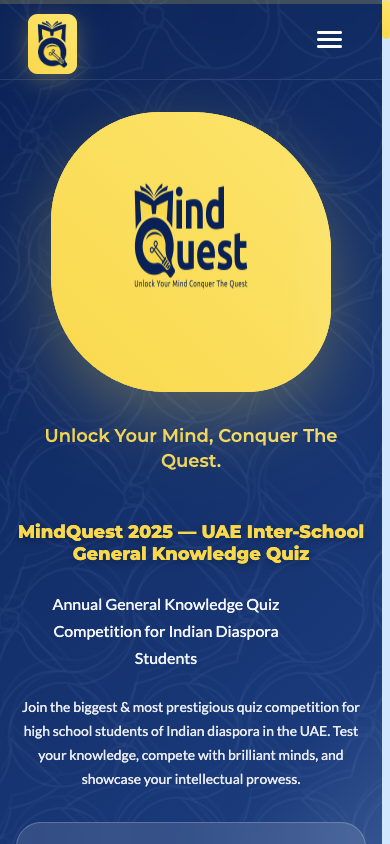 MQ
Mind
Quest
Unlock Your Mind Conquer The Quest
Unlock Your Mind, Conquer The
Quest.
MindQuest 2025 — UAE Inter-School
General Knowledge Quiz
Annual General Knowledge Quiz
Competition for Indian Diaspora
Students
Join the biggest & most prestigious quiz competition for
high school students of Indian diaspora in the UAE. Test
your knowledge, compete with brilliant minds, and
showcase your intellectual prowess.